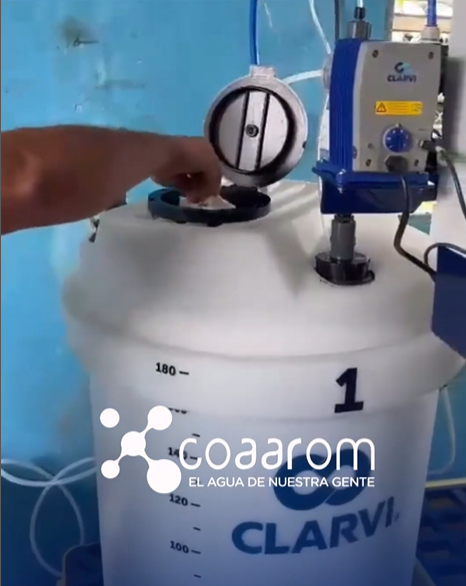 CLARVI
180
1
140
coaarom
EL AGUA DE NUESTRA GENTE
120
CLARVI
100